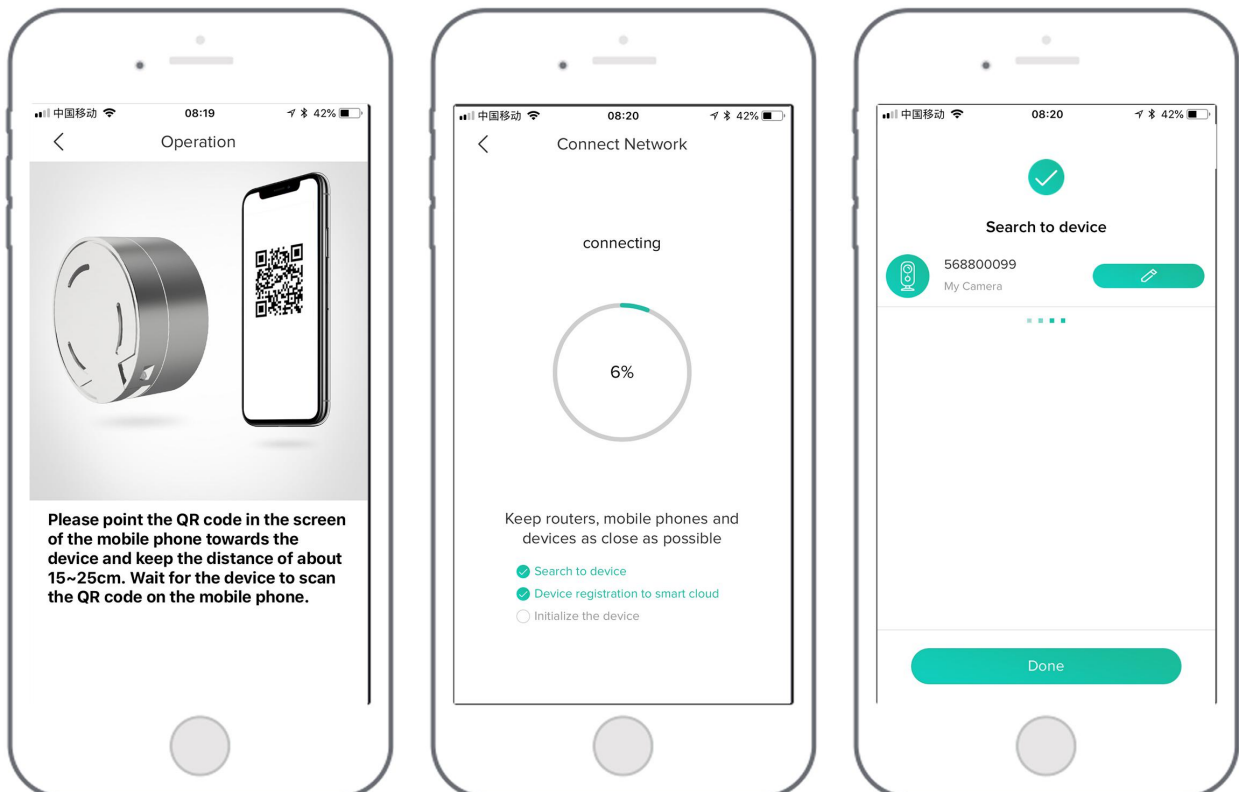 中国移动 08:19 42%
Operation
Please point the QR code in the screen
of the mobile phone towards the
device and keep the distance of about
15~25cm. Wait for the device to scan
the QR code on the mobile phone.
中国移动 08:20 42%
Connect Network
connecting
6%
Keep routers, mobile phones and
devices as close as possible
Search to device
Device registration to smart cloud
Initialize the device
中国移动 08:20 42%
Search to device
568800099
My Camera
Done